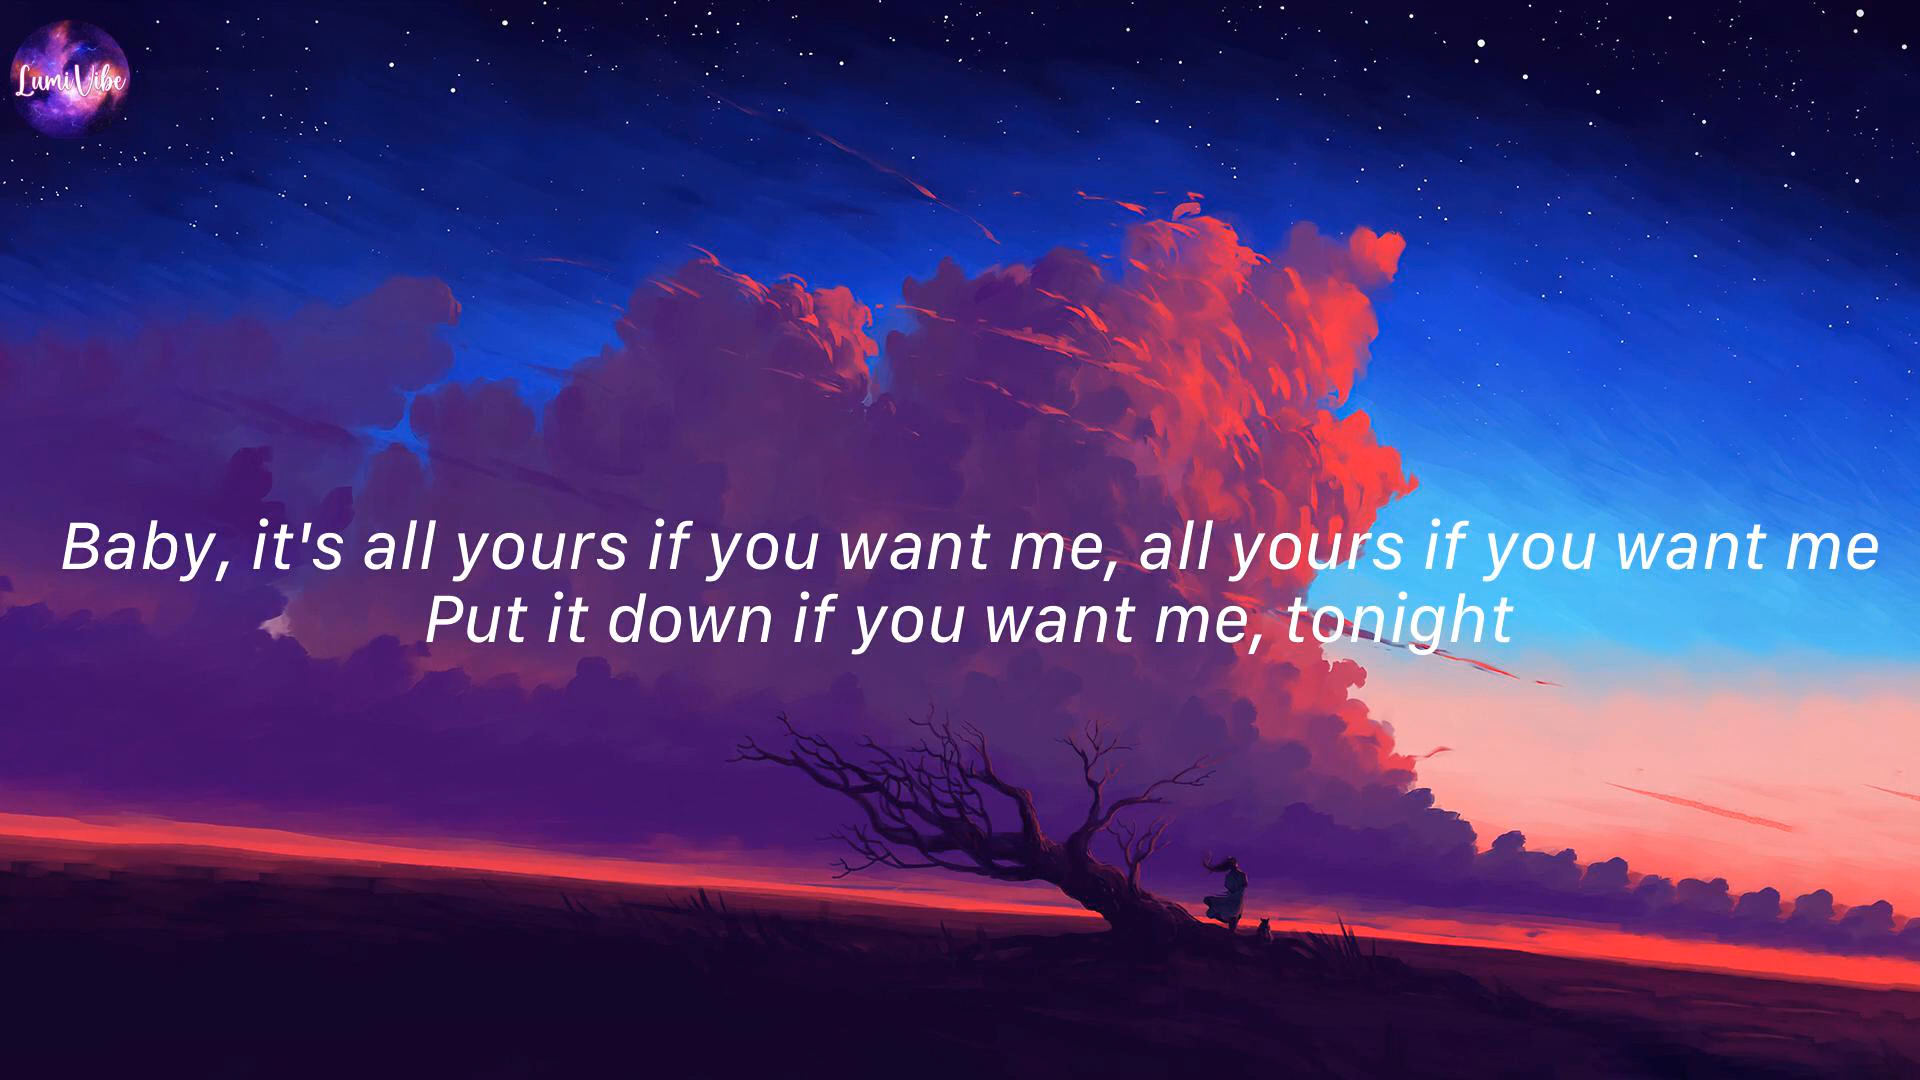 LumiVibe
Baby, it's all yours if you want me, all yours if you want me
Put it down if you want me, tonight